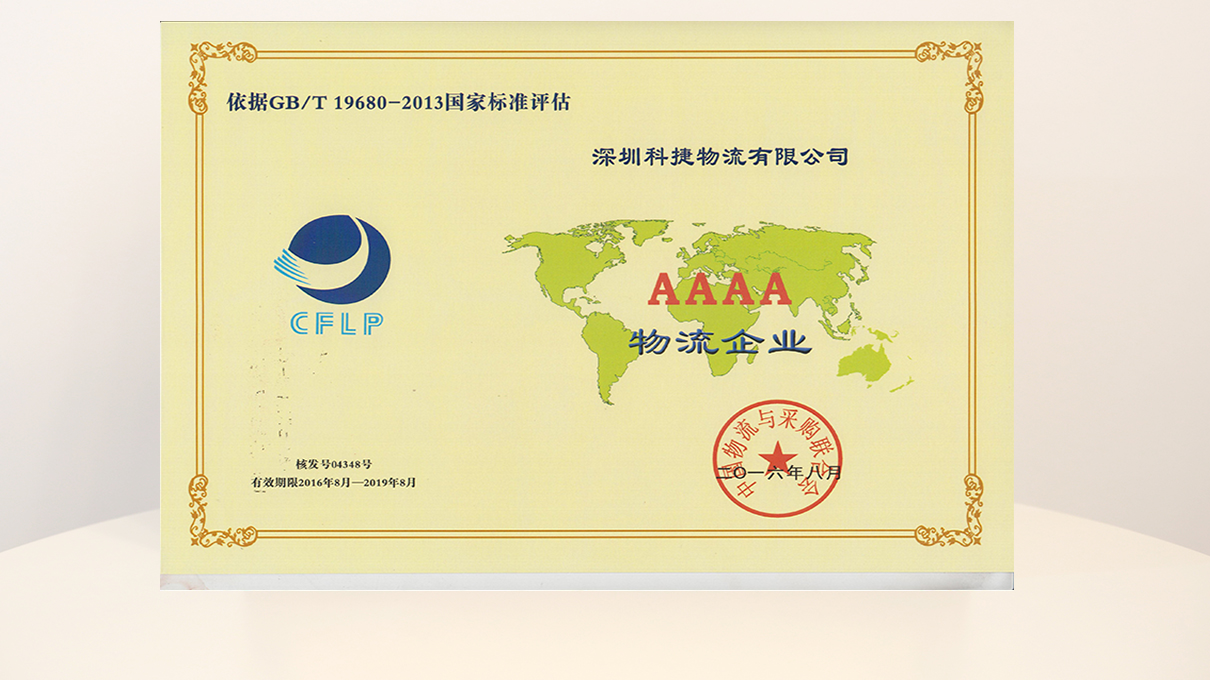 依据GB/T 19680-2013国家标准评估
深圳科捷物流有限公司
CFLP
AAAA
物流企业
中国物流与采购联合会
二〇一六年八月
核发号04348号
有效期限2016年8月—2019年8月